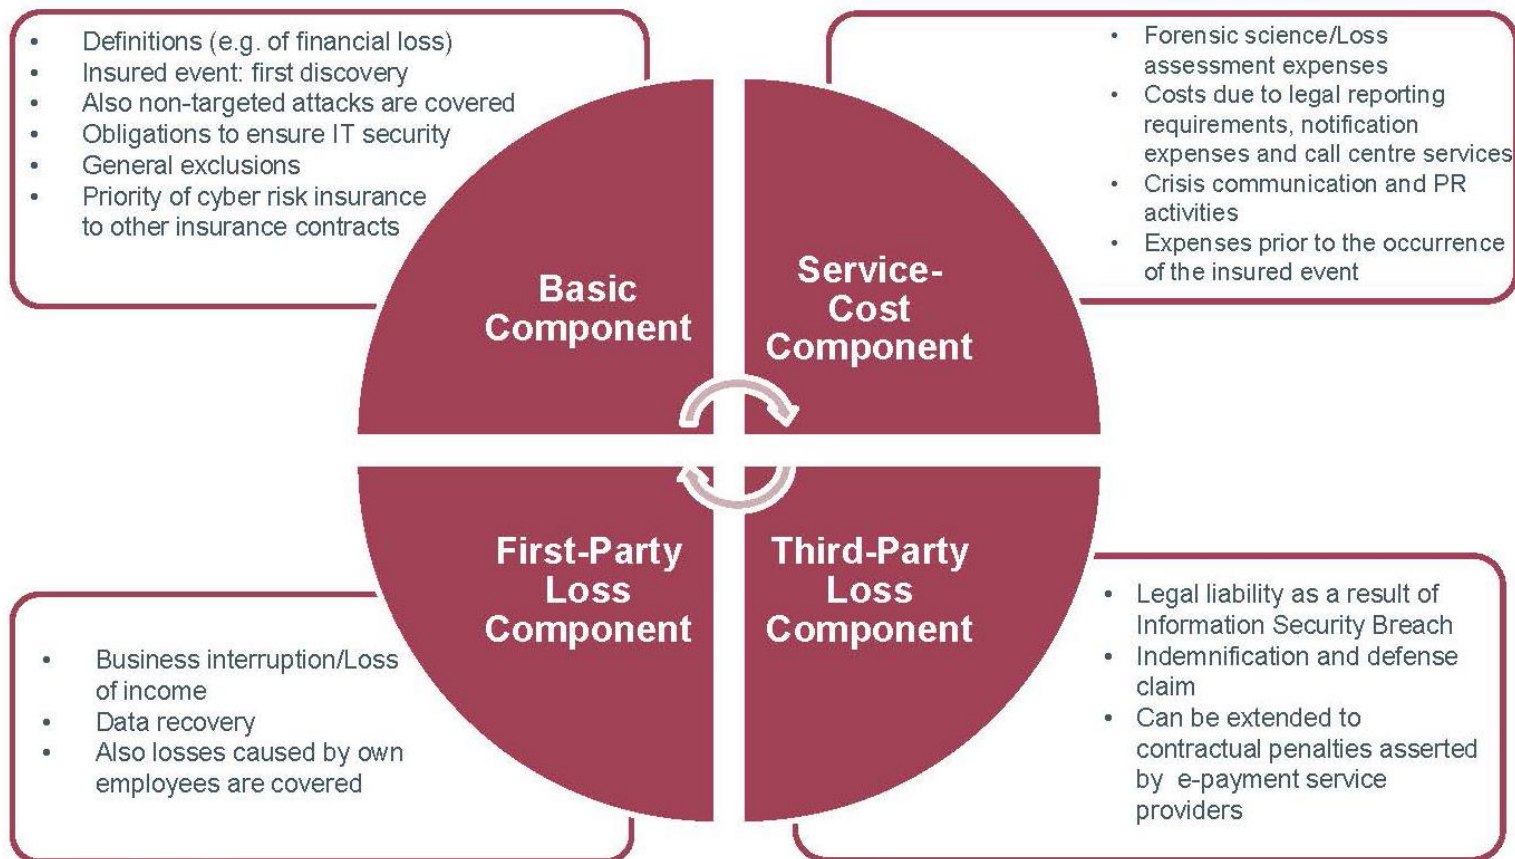 • Definitions (e.g. of financial loss)
• Insured event: first discovery
• Also non-targeted attacks are covered
• Obligations to ensure IT security
• General exclusions
• Priority of cyber risk insurance
to other insurance contracts
Basic
Component
• Forensic science/Loss
assessment expenses
• Costs due to legal reporting
requirements, notification
expenses and call centre services
• Crisis communication and PR
activities
• Expenses prior to the occurrence
of the insured event
Service-
Cost
Component
First-Party
Loss
Component
• Business interruption/Loss
of income
• Data recovery
• Also losses caused by own
employees are covered
Third-Party
Loss
Component
• Legal liability as a result of
Information Security Breach
• Indemnification and defense
claim
• Can be extended to
contractual penalties asserted
by e-payment service
providers